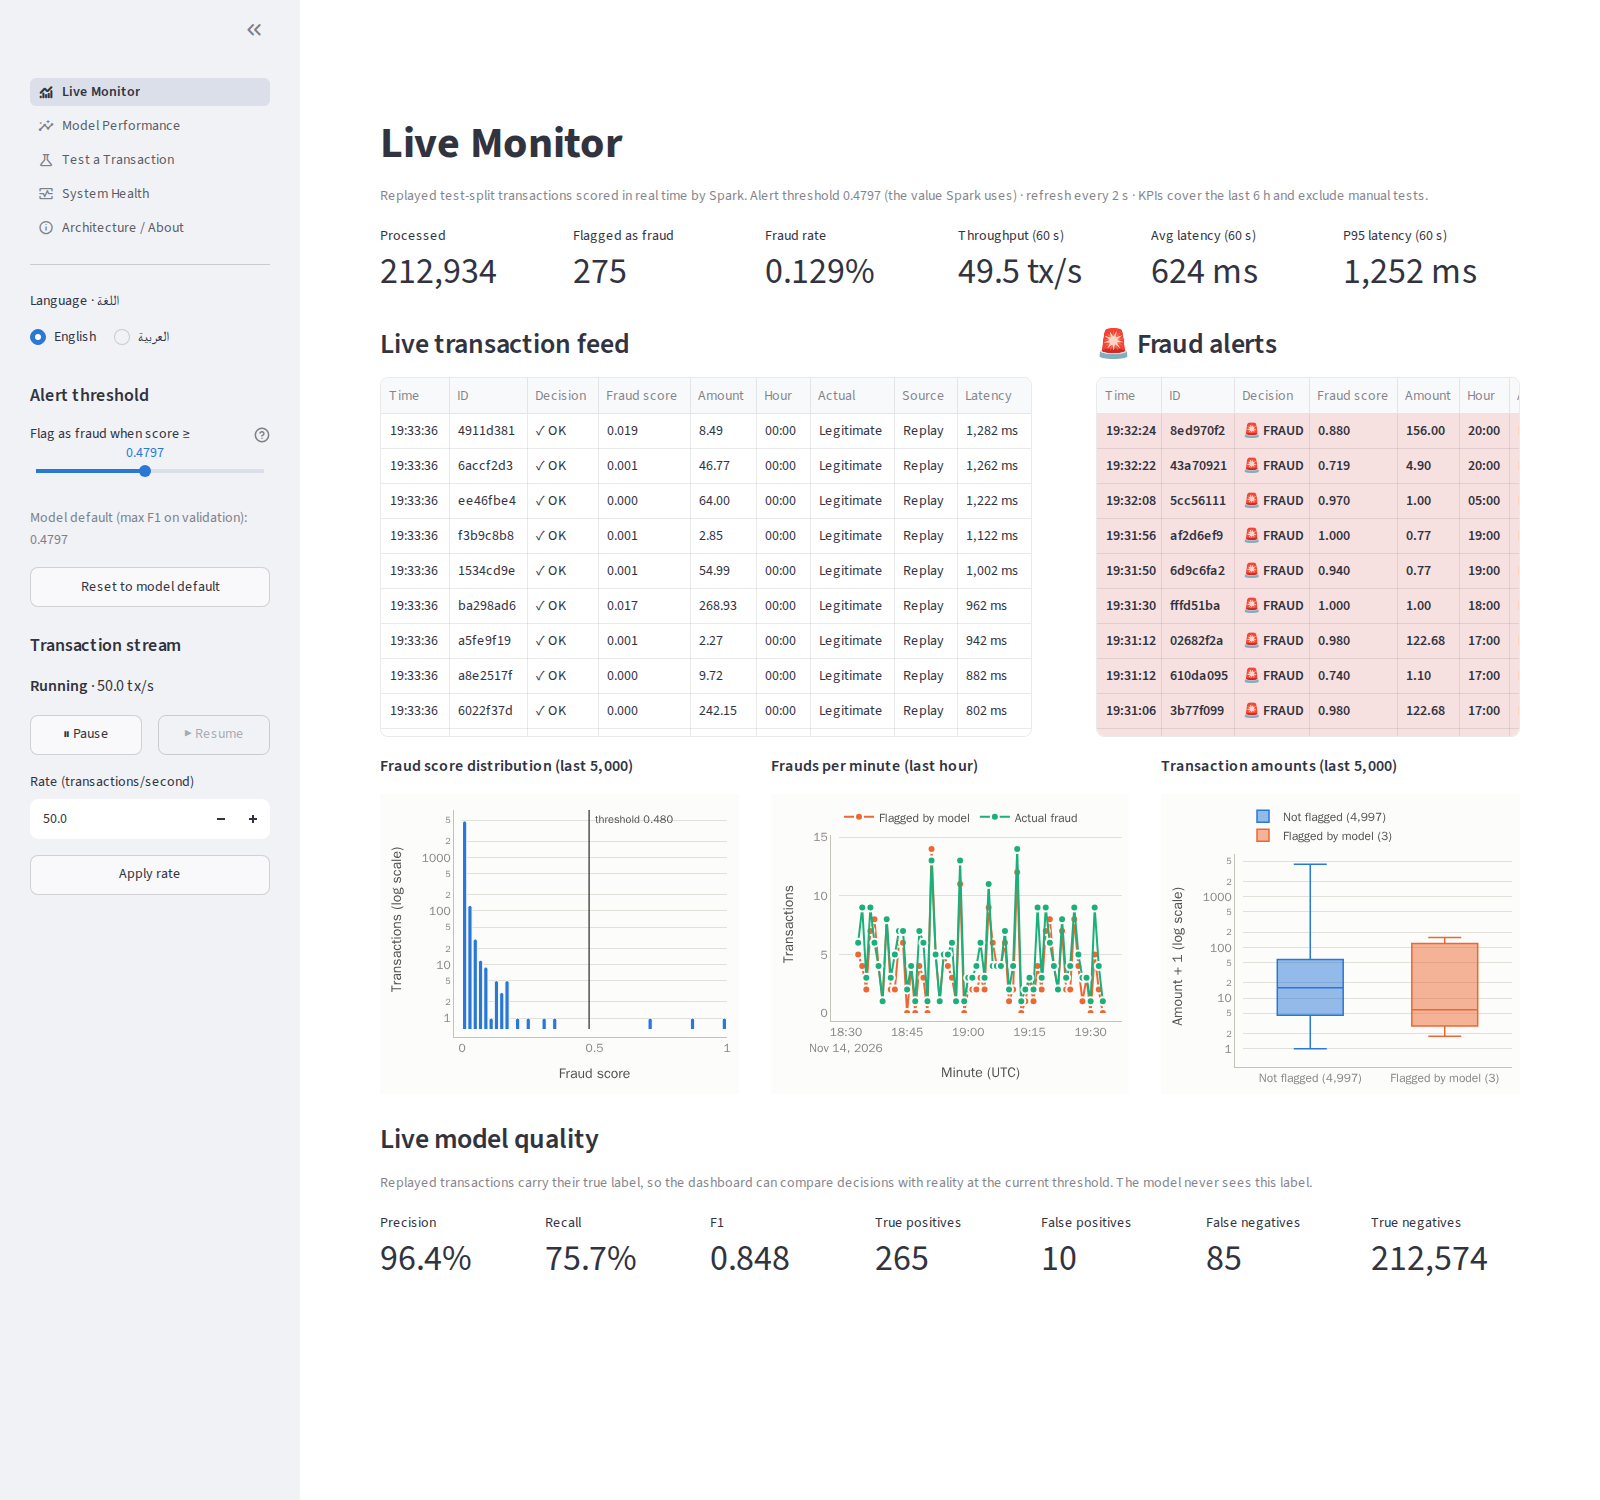 Live Monitor
Model Performance
Test a Transaction
System Health
Architecture / About
Language · اللغة
English العربية
Alert threshold
Flag as fraud when score ≥
0.4797
Model default (max F1 on validation):
0.4797
Reset to model default
Transaction stream
Running · 50.0 tx/s
Pause Resume
Rate (transactions/second)
50.0 − +
Apply rate
Live Monitor
Replayed test-split transactions scored in real time by Spark. Alert threshold 0.4797 (the value Spark uses) · refresh every 2 s · KPIs cover the last 6 h and exclude manual tests.
Processed Flagged as fraud Fraud rate Throughput (60 s) Avg latency (60 s) P95 latency (60 s)
212,934 275 0.129% 49.5 tx/s 624 ms 1,252 ms
Live transaction feed
Time ID Decision Fraud score Amount Hour Actual Source Latency
19:33:36 4911d381 ✓ OK 0.019 8.49 00:00 Legitimate Replay 1,282 ms
19:33:36 6accf2d3 ✓ OK 0.001 46.77 00:00 Legitimate Replay 1,262 ms
19:33:36 ee46fbe4 ✓ OK 0.000 64.00 00:00 Legitimate Replay 1,222 ms
19:33:36 f3b9c8b8 ✓ OK 0.001 2.85 00:00 Legitimate Replay 1,122 ms
19:33:36 1534cd9e ✓ OK 0.001 54.99 00:00 Legitimate Replay 1,002 ms
19:33:36 ba298ad6 ✓ OK 0.017 268.93 00:00 Legitimate Replay 962 ms
19:33:36 a5fe9f19 ✓ OK 0.001 2.27 00:00 Legitimate Replay 942 ms
19:33:36 a8e2517f ✓ OK 0.000 9.72 00:00 Legitimate Replay 882 ms
19:33:36 6022f37d ✓ OK 0.000 242.15 00:00 Legitimate Replay 802 ms
🚨 Fraud alerts
Time ID Decision Fraud score Amount Hour
19:32:24 8ed970f2 🚨 FRAUD 0.880 156.00 20:00
19:32:22 43a70921 🚨 FRAUD 0.719 4.90 20:00
19:32:08 5cc56111 🚨 FRAUD 0.970 1.00 05:00
19:31:56 af2d6ef9 🚨 FRAUD 1.000 0.77 19:00
19:31:50 6d9c6fa2 🚨 FRAUD 0.940 0.77 19:00
19:31:30 fffd51ba 🚨 FRAUD 1.000 1.00 18:00
19:31:12 02682f2a 🚨 FRAUD 0.980 122.68 17:00
19:31:12 610da095 🚨 FRAUD 0.740 1.10 17:00
19:31:06 3b77f099 🚨 FRAUD 0.980 122.68 17:00
Fraud score distribution (last 5,000)
threshold 0.480
Transactions (log scale)
5
2
1000
5
2
100
5
2
10
5
2
1
0 0.5 1
Fraud score
Frauds per minute (last hour)
Flagged by model Actual fraud
Transactions
15
10
5
0
18:30 18:45 19:00 19:15 19:30
Nov 14, 2026
Minute (UTC)
Transaction amounts (last 5,000)
Not flagged (4,997)
Flagged by model (3)
Amount + 1 (log scale)
5
2
1000
5
2
100
5
2
10
5
2
1
Not flagged (4,997) Flagged by model (3)
Live model quality
Replayed transactions carry their true label, so the dashboard can compare decisions with reality at the current threshold. The model never sees this label.
Precision Recall F1 True positives False positives False negatives True negatives
96.4% 75.7% 0.848 265 10 85 212,574